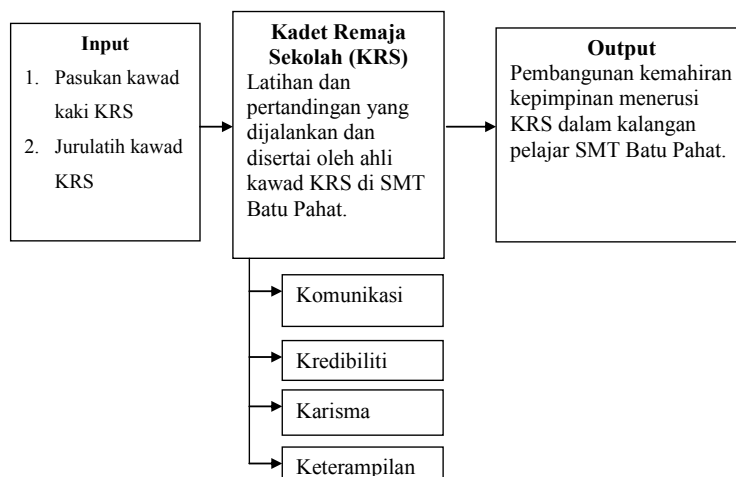 Input
1. Pasukan kawad
kaki KRS
2. Jurulatih kawad
KRS
Kadet Remaja
Sekolah (KRS)
Latihan dan
pertandingan yang
dijalankan dan
disertai oleh ahli
kawad KRS di SMT
Batu Pahat.
Output
Pembangunan kemahiran
kepimpinan menerusi
KRS dalam kalangan
pelajar SMT Batu Pahat.
Komunikasi
Kredibiliti
Karisma
Keterampilan